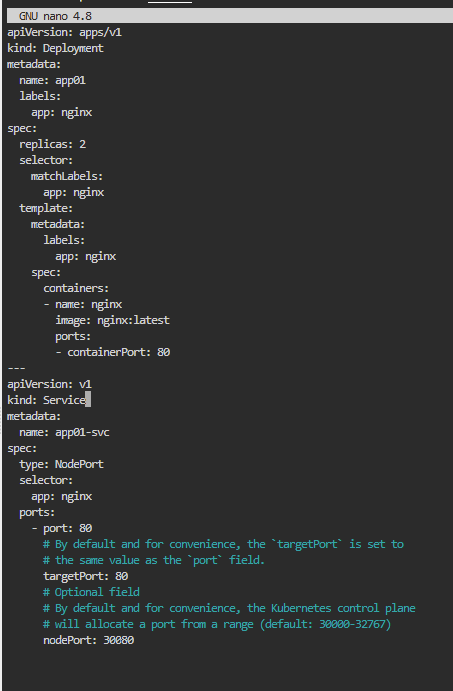 GNU nano 4.8
apiVersion: apps/v1
kind: Deployment
metadata:
  name: app01
  labels:
    app: nginx
spec:
  replicas: 2
  selector:
    matchLabels:
      app: nginx
  template:
    metadata:
      labels:
        app: nginx
    spec:
      containers:
      - name: nginx
        image: nginx:latest
        ports:
        - containerPort: 80
---
apiVersion: v1
kind: Service
metadata:
  name: app01-svc
spec:
  type: NodePort
  selector:
    app: nginx
  ports:
    - port: 80
      # By default and for convenience, the `targetPort` is set to
      # the same value as the `port` field.
      targetPort: 80
      # Optional field
      # By default and for convenience, the Kubernetes control plane
      # will allocate a port from a range (default: 30000-32767)
      nodePort: 30080